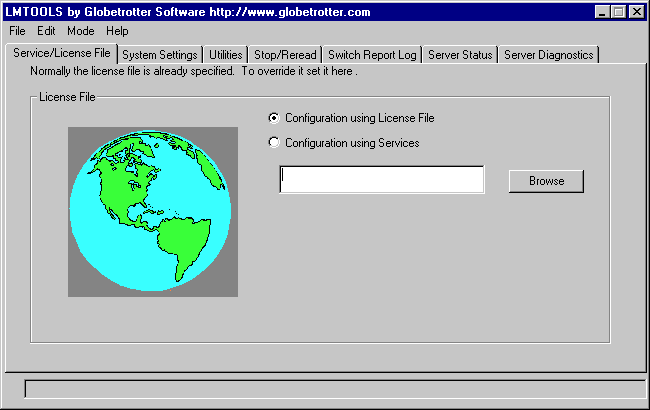 LMTOOLS by Globetrotter Software http://www.globetrotter.com
File Edit Mode Help
Service/License File System Settings Utilities Stop/Reread Switch Report Log Server Status Server Diagnostics
Normally the license file is already specified. To override it set it here .
License File
Configuration using License File
Configuration using Services
Browse